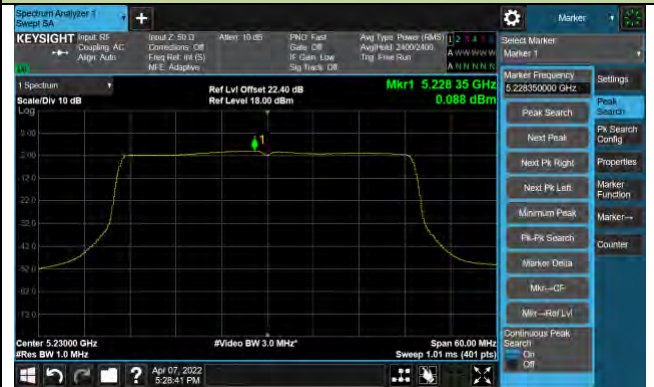 Spectrum Analyzer 1
Swept SA
Marker
KEYSIGHT Input: RF
Coupling: AC
Align: Auto
Input Z: 50 Ω
Corrections: Off
Freq Ref: Int (S)
NFE: Adaptive
Atten: 10 dB
PNO: Fast
Gate: Off
IF Gain: Low
Sig Track: Off
Avg Type: Power (RMS)
Avg|Hold: 2400/2400
Trig: Free Run
A W W W W W
A N N N N N
Select Marker
Marker 1
1 Spectrum
Scale/Div 10 dB
Log
Ref Lvl Offset 22.40 dB
Ref Level 18.00 dBm
Mkr1 5.228 35 GHz
0.088 dBm
1
8.00
-2.00
-12.0
-22.0
-32.0
-42.0
-52.0
-62.0
-72.0
Center 5.23000 GHz
#Res BW 1.0 MHz
#Video BW 3.0 MHz*
Span 60.00 MHz
Sweep 1.01 ms (401 pts)
Marker Frequency
5.228350000 GHz
Peak Search
Next Peak
Next Pk Right
Next Pk Left
Minimum Peak
Pk-Pk Search
Marker Delta
Mkr→CF
Mkr→Ref Lvl
Continuous Peak
Search
On
Off
Settings
Peak
Search
Pk Search
Config
Properties
Marker
Function
Marker→
Counter
?
Apr 07, 2022
5:28:41 PM